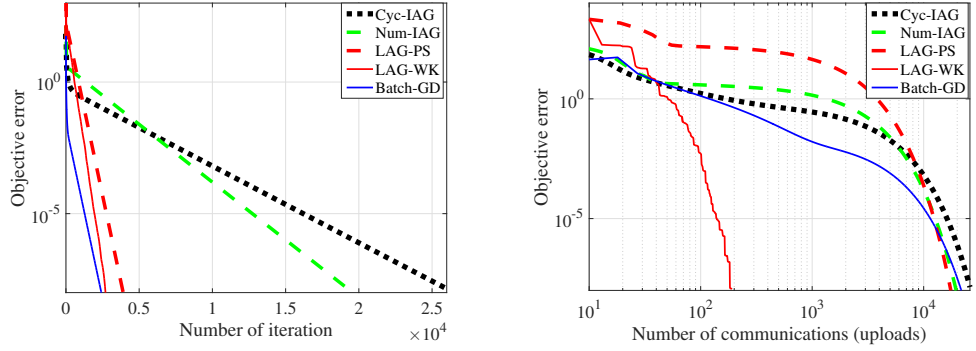 Cyc-IAG
Num-IAG
LAG-PS
LAG-WK
Batch-GD
10^0
10^-5
Objective error
0 0.5 1 1.5 2 2.5
×10^4
Number of iteration
Cyc-IAG
Num-IAG
LAG-PS
LAG-WK
Batch-GD
10^0
10^-5
Objective error
10^1 10^2 10^3 10^4
Number of communications (uploads)